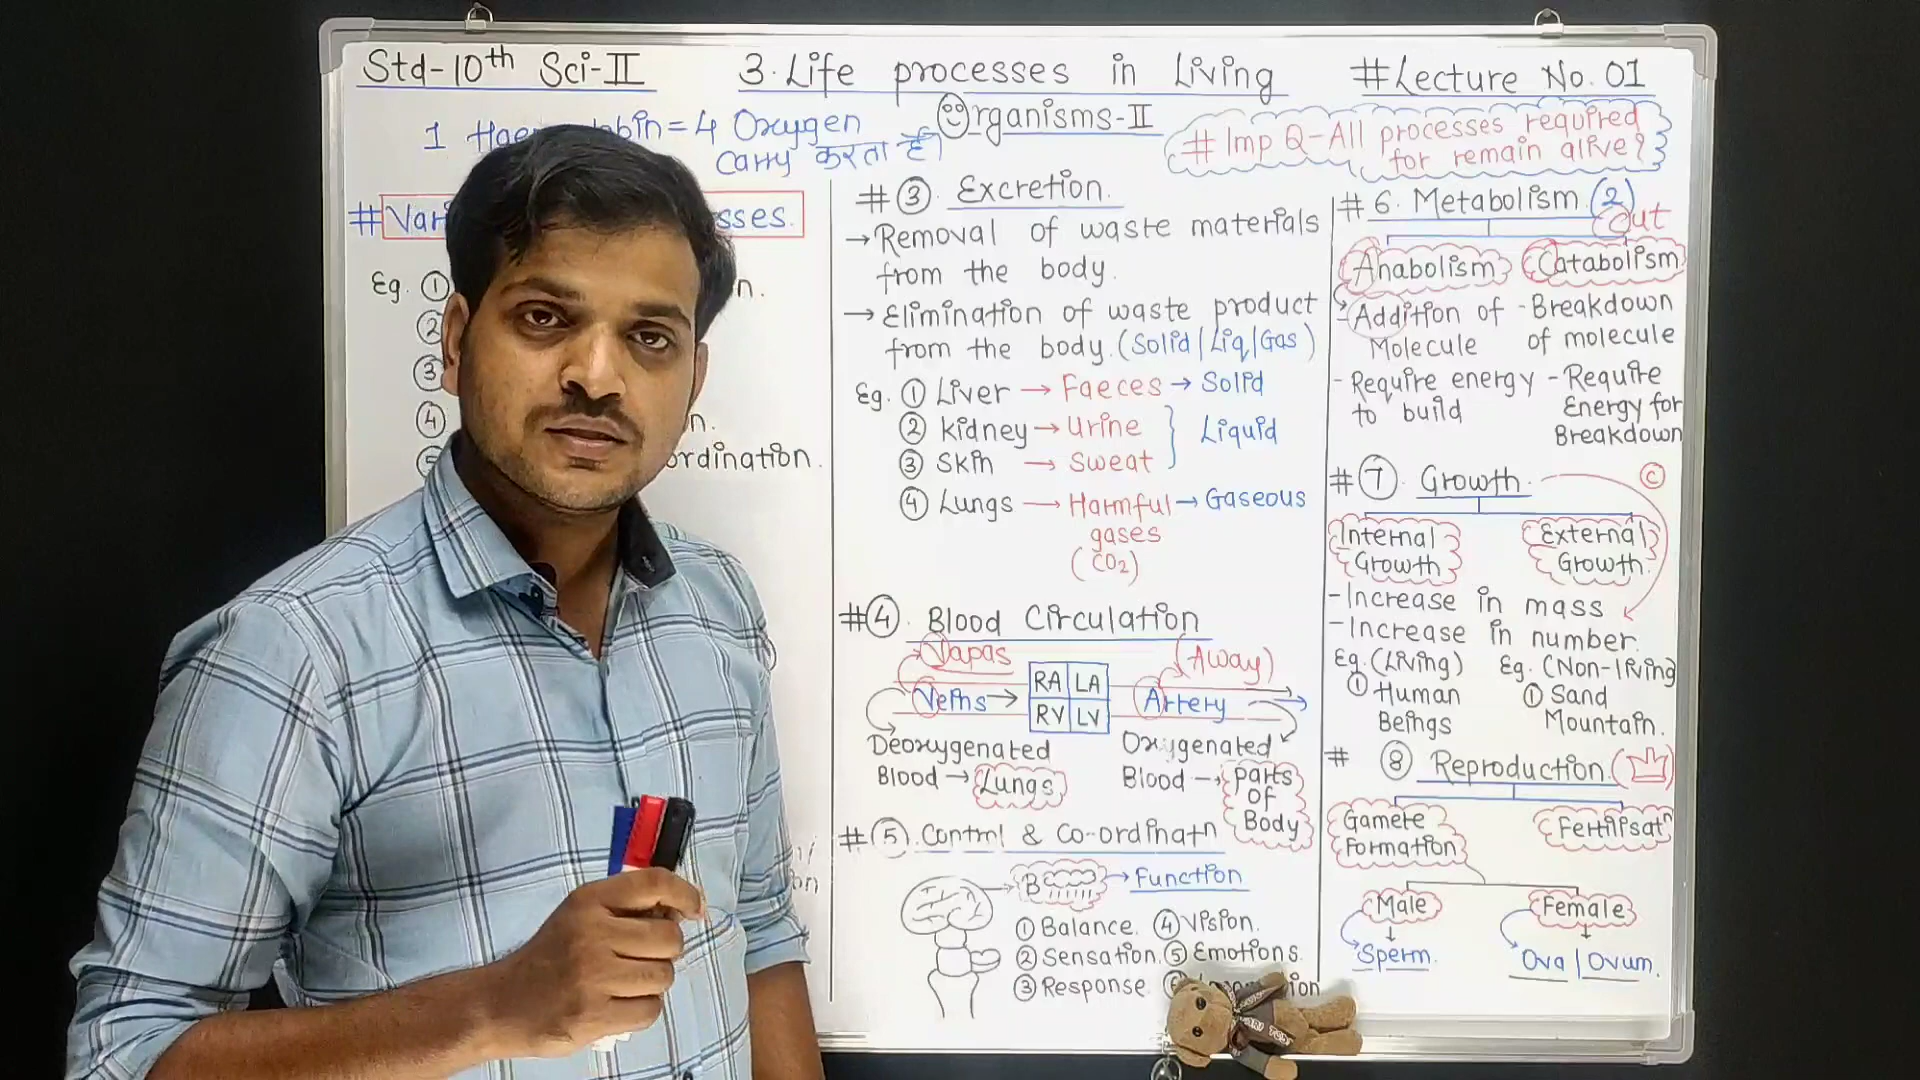 Std-10th Sci-II
3. Life processes in Living
Organisms-II
#Lecture No. 01
1 = 4 Oxygen
Carry करता है।
# Imp Q-All processes required
for remain alive?
#
Eg. ①
②
③
④
ordination.
#③ Excretion.
→Removal of waste materials
from the body.
→Elimination of waste product
from the body. (Solid/Liq/Gas)
Eg. ① Liver → Faeces → Solid
② Kidney → Urine } Liquid
③ Skin → Sweat
④ Lungs → Harmful → Gaseous
gases
(CO₂)
#④. Blood Circulation
Vapas
(Away)
Veins → RA LA Artery
RV LV
Deoxygenated
Blood → Lungs
Oxygenated
Blood → Parts
of
Body
#⑤. Control & Co-ordinatn
B → Function
① Balance. ④ Vision.
② Sensation. ⑤ Emotions.
③ Response.
#6. Metabolism (2)
Out
Anabolism Catabolism
-Addition of
Molecule
-Breakdown
of molecule
-Require energy
to build
-Require
Energy for
Breakdown
#⑦. Growth. ©
Internal
Growth
External
Growth.
-Increase in mass
-Increase in number.
Eg. (Living)
① Human
Beings
Eg. (Non-living)
① Sand
Mountain.
# ⑧ Reproduction.
Gamete
Formation
Fertilisatn
Male Female
Sperm. Ova | Ovum.